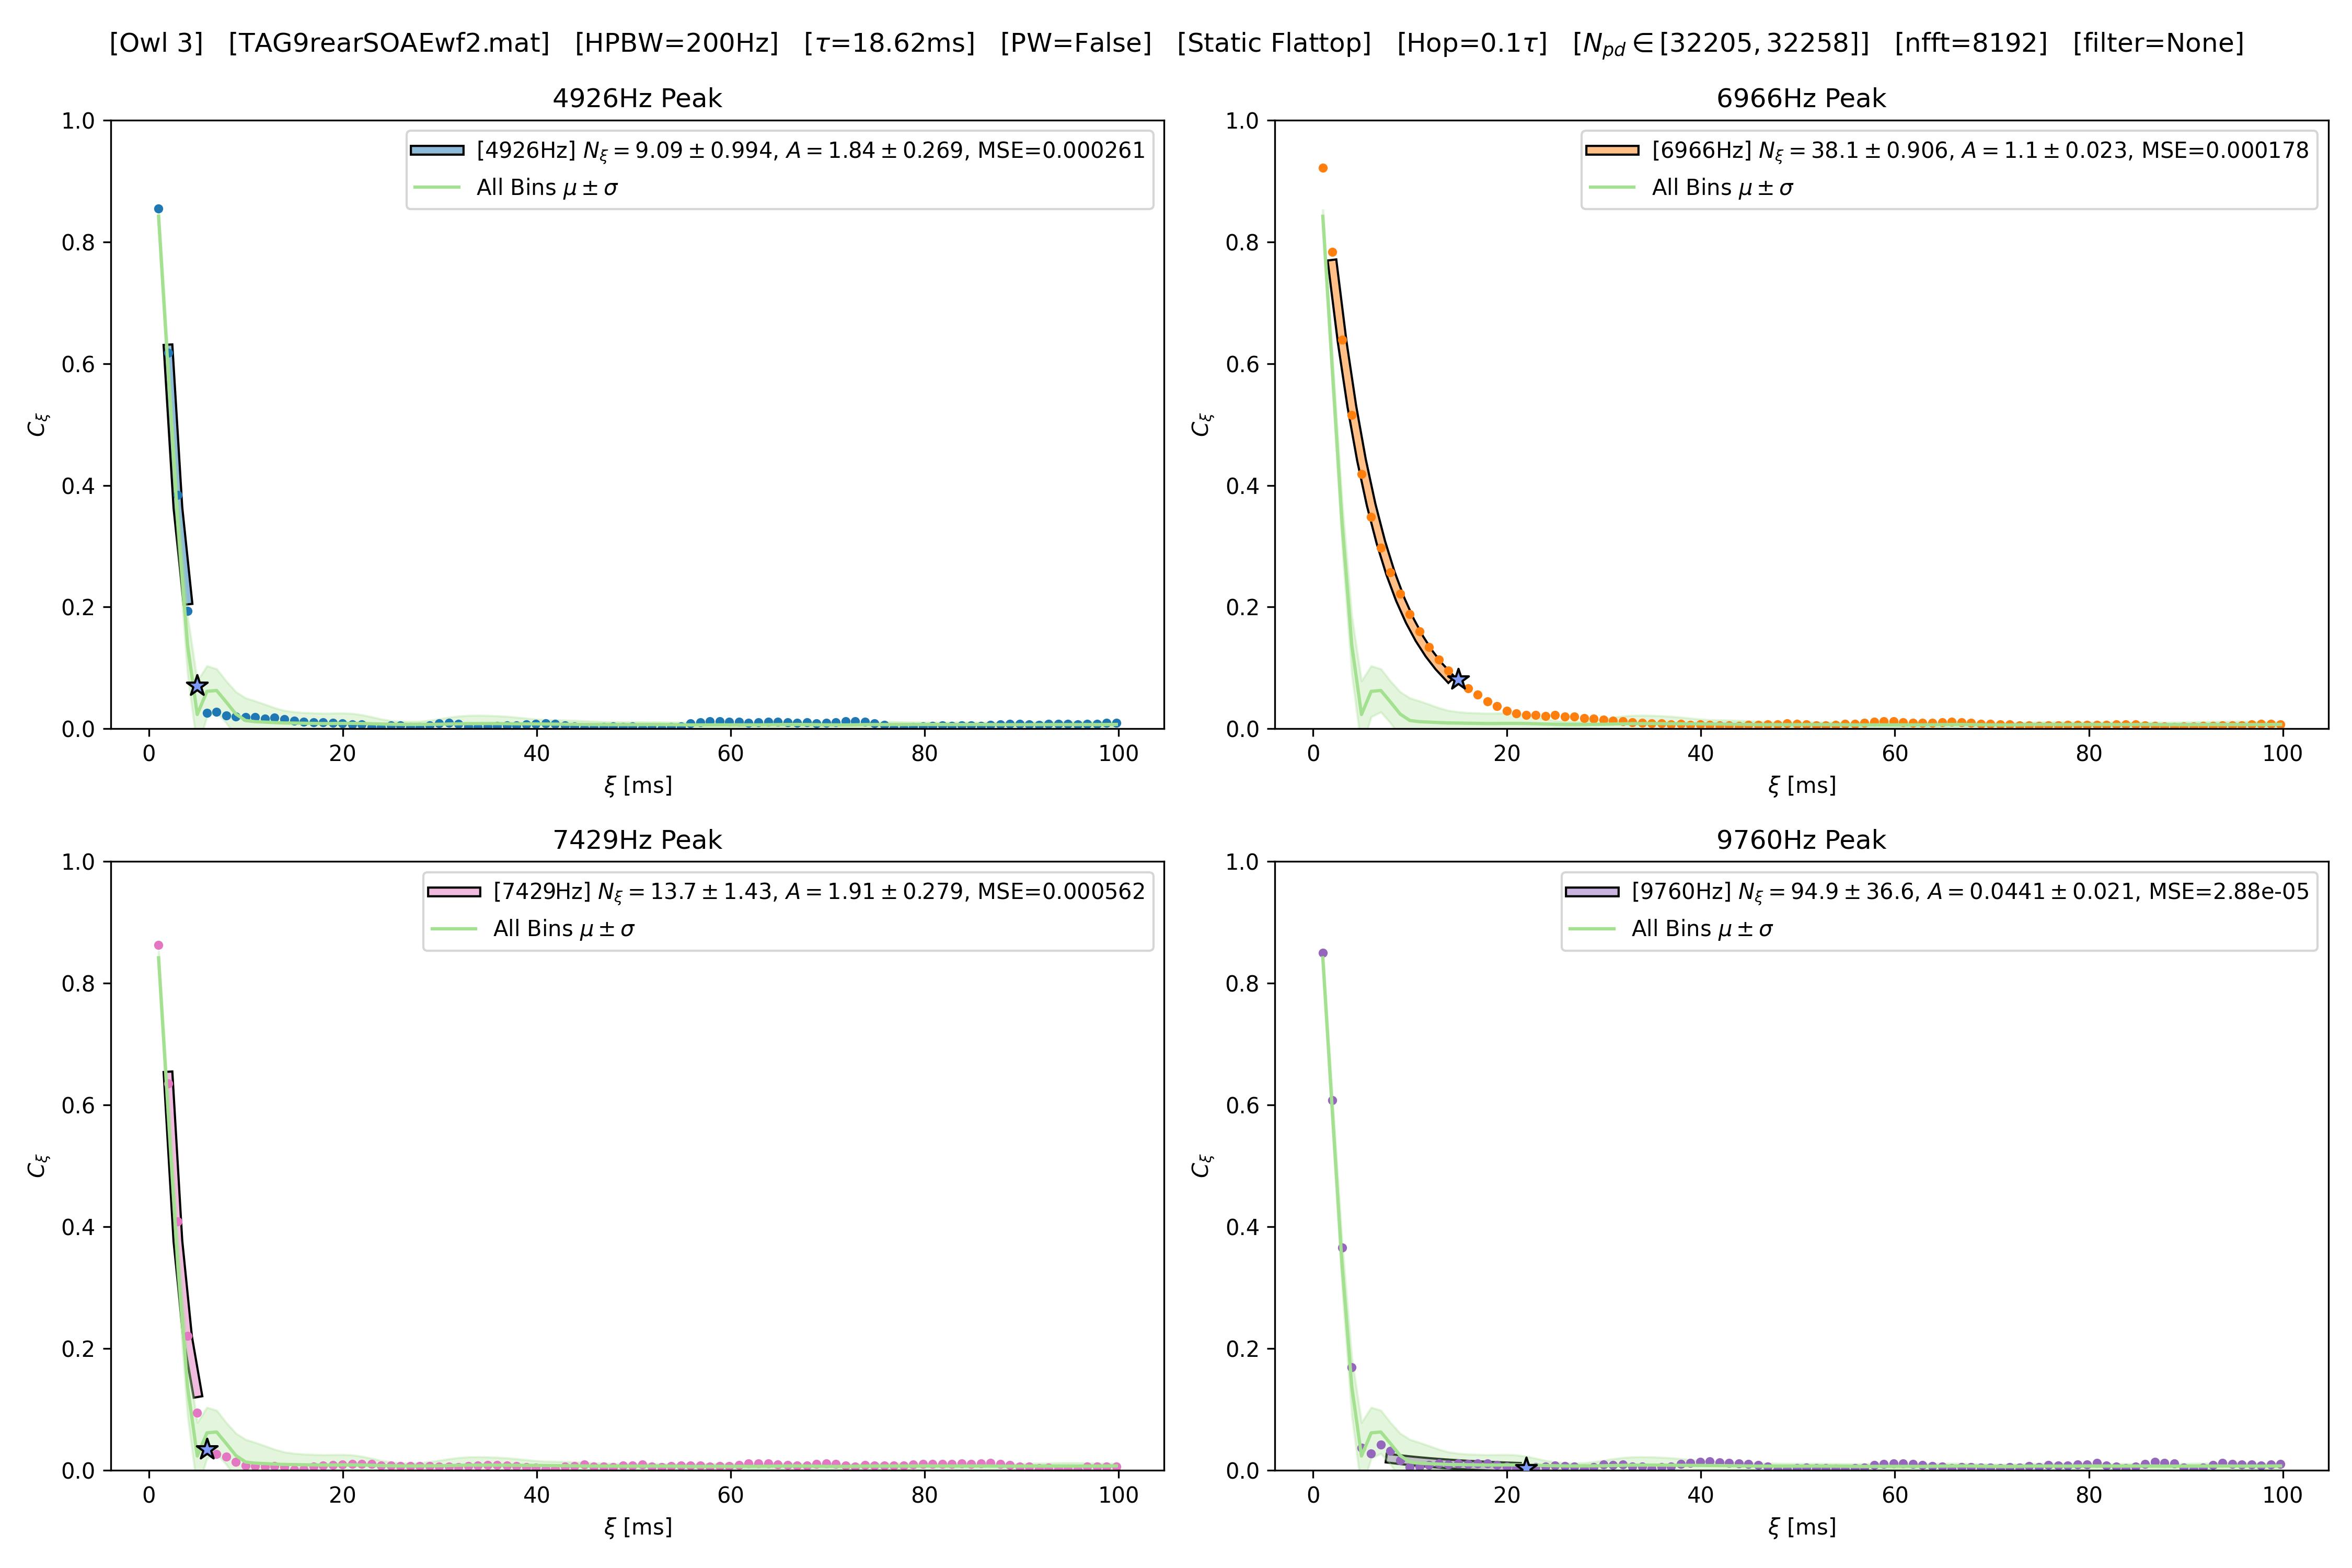 [Owl 3] [TAG9rearSOAEwf2.mat] [HPBW=200Hz] [τ=18.62ms] [PW=False] [Static Flattop] [Hop=0.1τ] [N_pd ∈ [32205, 32258]] [nfft=8192] [filter=None]
4926Hz Peak
1.0
0.8
0.6
0.4
0.2
0.0
C_ξ
[4926Hz] N_ξ = 9.09 ± 0.994, A = 1.84 ± 0.269, MSE=0.000261
All Bins μ ± σ
0 20 40 60 80 100
ξ [ms]
6966Hz Peak
1.0
0.8
0.6
0.4
0.2
0.0
C_ξ
[6966Hz] N_ξ = 38.1 ± 0.906, A = 1.1 ± 0.023, MSE=0.000178
All Bins μ ± σ
0 20 40 60 80 100
ξ [ms]
7429Hz Peak
1.0
0.8
0.6
0.4
0.2
0.0
C_ξ
[7429Hz] N_ξ = 13.7 ± 1.43, A = 1.91 ± 0.279, MSE=0.000562
All Bins μ ± σ
0 20 40 60 80 100
ξ [ms]
9760Hz Peak
1.0
0.8
0.6
0.4
0.2
0.0
C_ξ
[9760Hz] N_ξ = 94.9 ± 36.6, A = 0.0441 ± 0.021, MSE=2.88e-05
All Bins μ ± σ
0 20 40 60 80 100
ξ [ms]